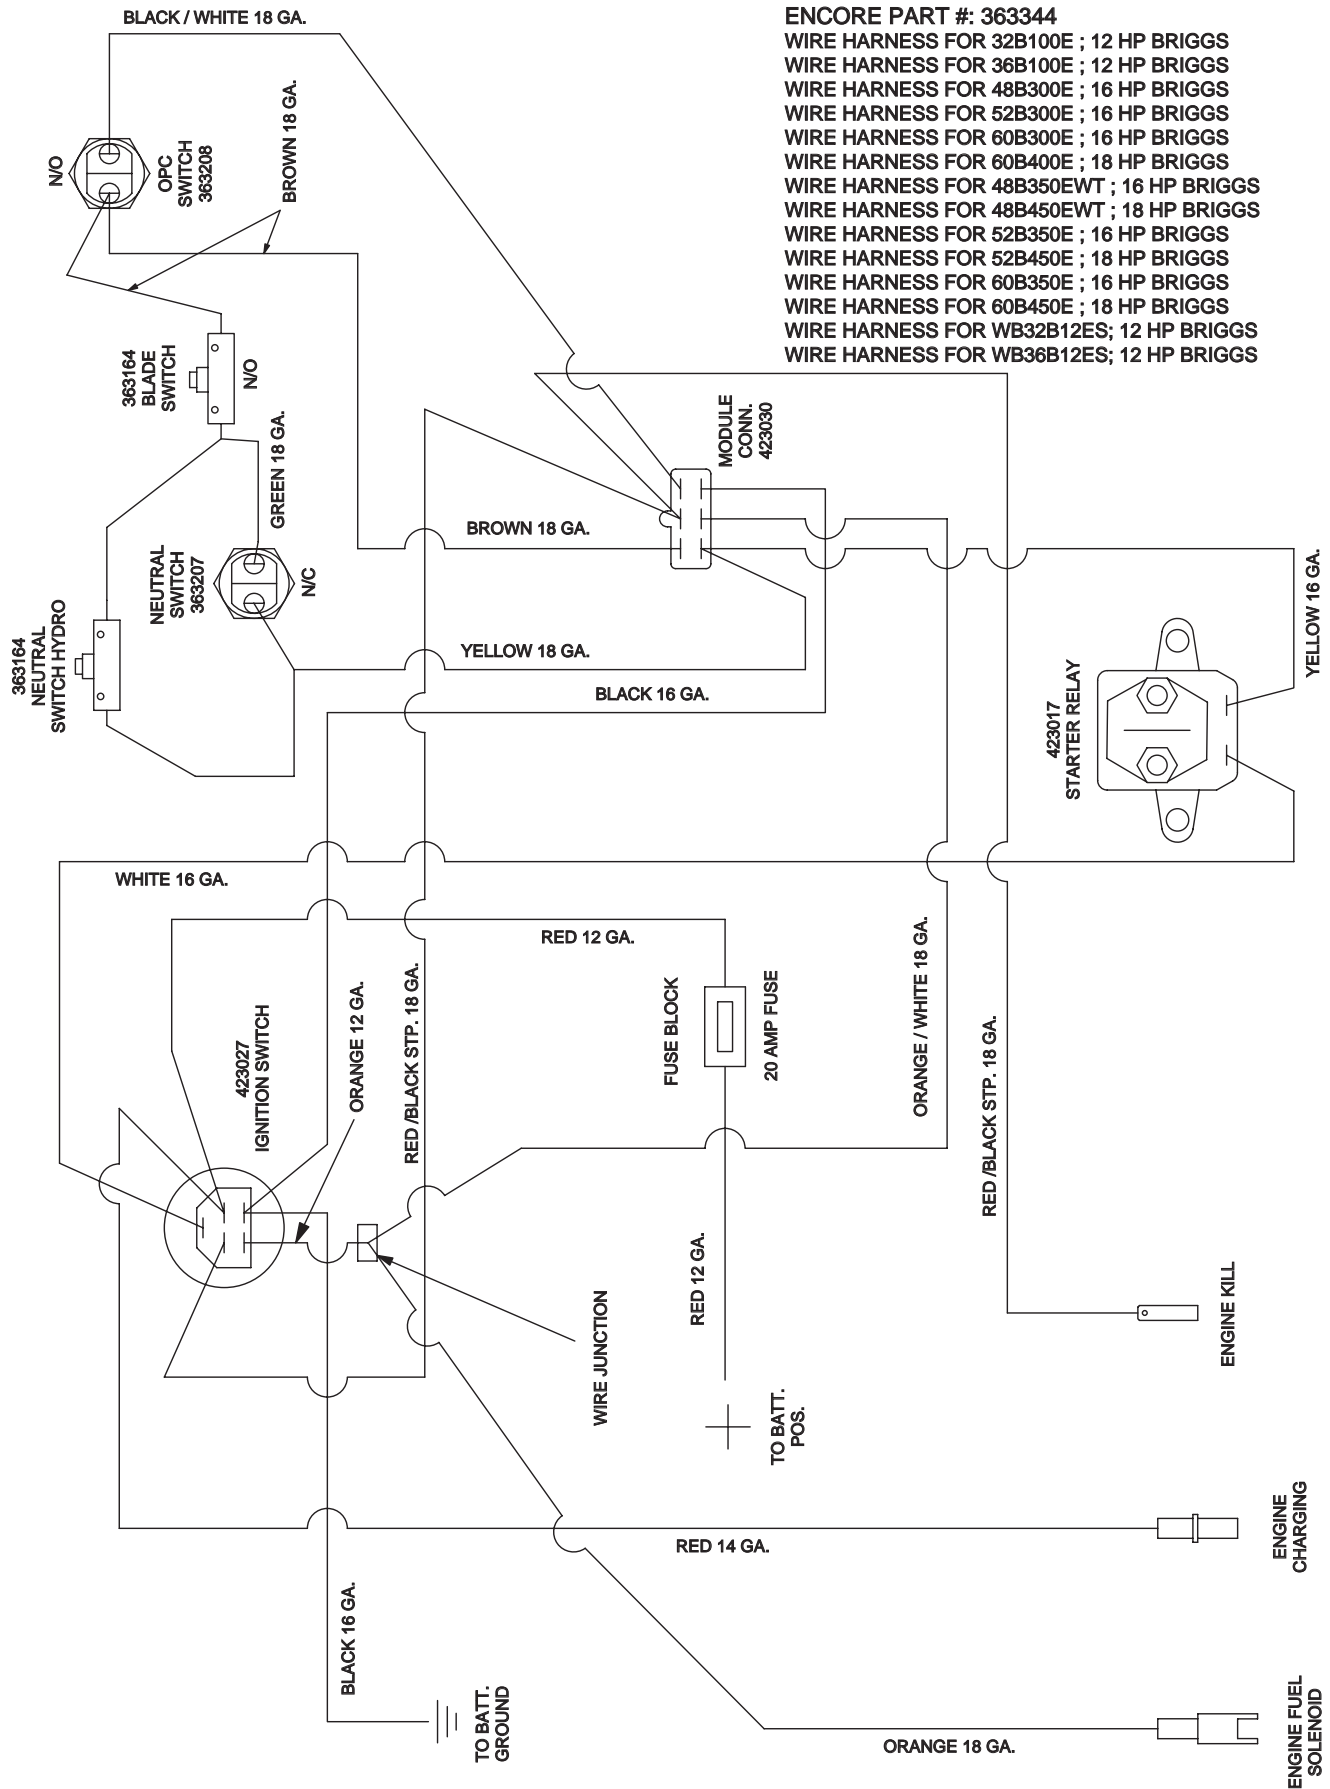 BLACK / WHITE 18 GA.
ENCORE PART #: 363344
WIRE HARNESS FOR 32B100E ; 12 HP BRIGGS
WIRE HARNESS FOR 36B100E ; 12 HP BRIGGS
WIRE HARNESS FOR 48B300E ; 16 HP BRIGGS
WIRE HARNESS FOR 52B300E ; 16 HP BRIGGS
WIRE HARNESS FOR 60B300E ; 16 HP BRIGGS
WIRE HARNESS FOR 60B400E ; 18 HP BRIGGS
WIRE HARNESS FOR 48B350EWT ; 16 HP BRIGGS
WIRE HARNESS FOR 48B450EWT ; 18 HP BRIGGS
WIRE HARNESS FOR 52B350E ; 16 HP BRIGGS
WIRE HARNESS FOR 52B450E ; 18 HP BRIGGS
WIRE HARNESS FOR 60B350E ; 16 HP BRIGGS
WIRE HARNESS FOR 60B450E ; 18 HP BRIGGS
WIRE HARNESS FOR WB32B12ES; 12 HP BRIGGS
WIRE HARNESS FOR WB36B12ES; 12 HP BRIGGS
N/O
OPC
SWITCH
363208
BROWN 18 GA.
363164
BLADE
SWITCH
N/O
GREEN 18 GA.
MODULE
CONN.
423030
BROWN 18 GA.
NEUTRAL
SWITCH
363207
N/C
363164
NEUTRAL
SWITCH HYDRO
YELLOW 18 GA.
BLACK 16 GA.
YELLOW 16 GA.
423017
STARTER RELAY
WHITE 16 GA.
RED 12 GA.
423027
IGNITION SWITCH
ORANGE 12 GA.
RED /BLACK STP. 18 GA.
FUSE BLOCK
20 AMP FUSE
ORANGE / WHITE 18 GA.
RED /BLACK STP. 18 GA.
RED 12 GA.
WIRE JUNCTION
ENGINE KILL
TO BATT.
POS.
RED 14 GA.
ENGINE
CHARGING
BLACK 16 GA.
TO BATT.
GROUND
ORANGE 18 GA.
ENGINE FUEL
SOLENOID